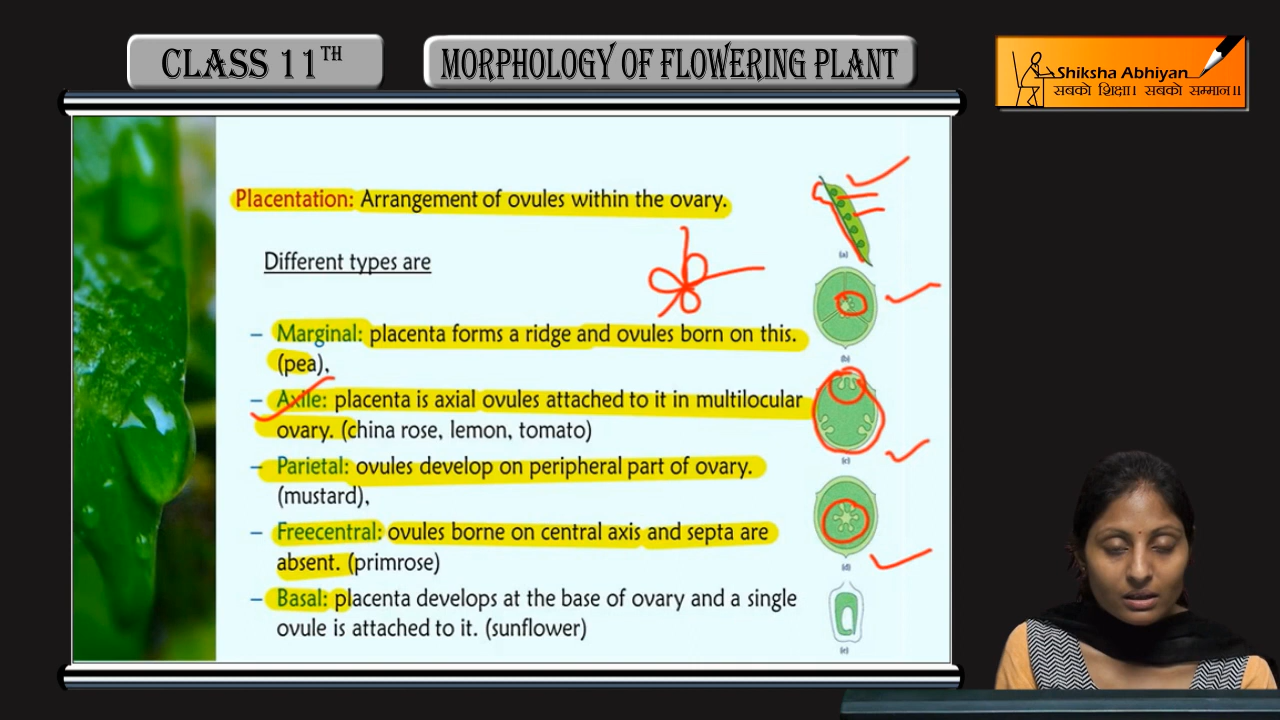 CLASS 11TH
MORPHOLOGY OF FLOWERING PLANT
Shiksha Abhiyan
सबको शिक्षा। सबको सम्मान।।
Placentation: Arrangement of ovules within the ovary.
Different types are
– Marginal: placenta forms a ridge and ovules born on this.
(pea),
– Axile: placenta is axial ovules attached to it in multilocular
ovary. (china rose, lemon, tomato)
– Parietal: ovules develop on peripheral part of ovary.
(mustard),
– Freecentral: ovules borne on central axis and septa are
absent. (primrose)
– Basal: placenta develops at the base of ovary and a single
ovule is attached to it. (sunflower)
(a)
(b)
(c)
(d)
(e)